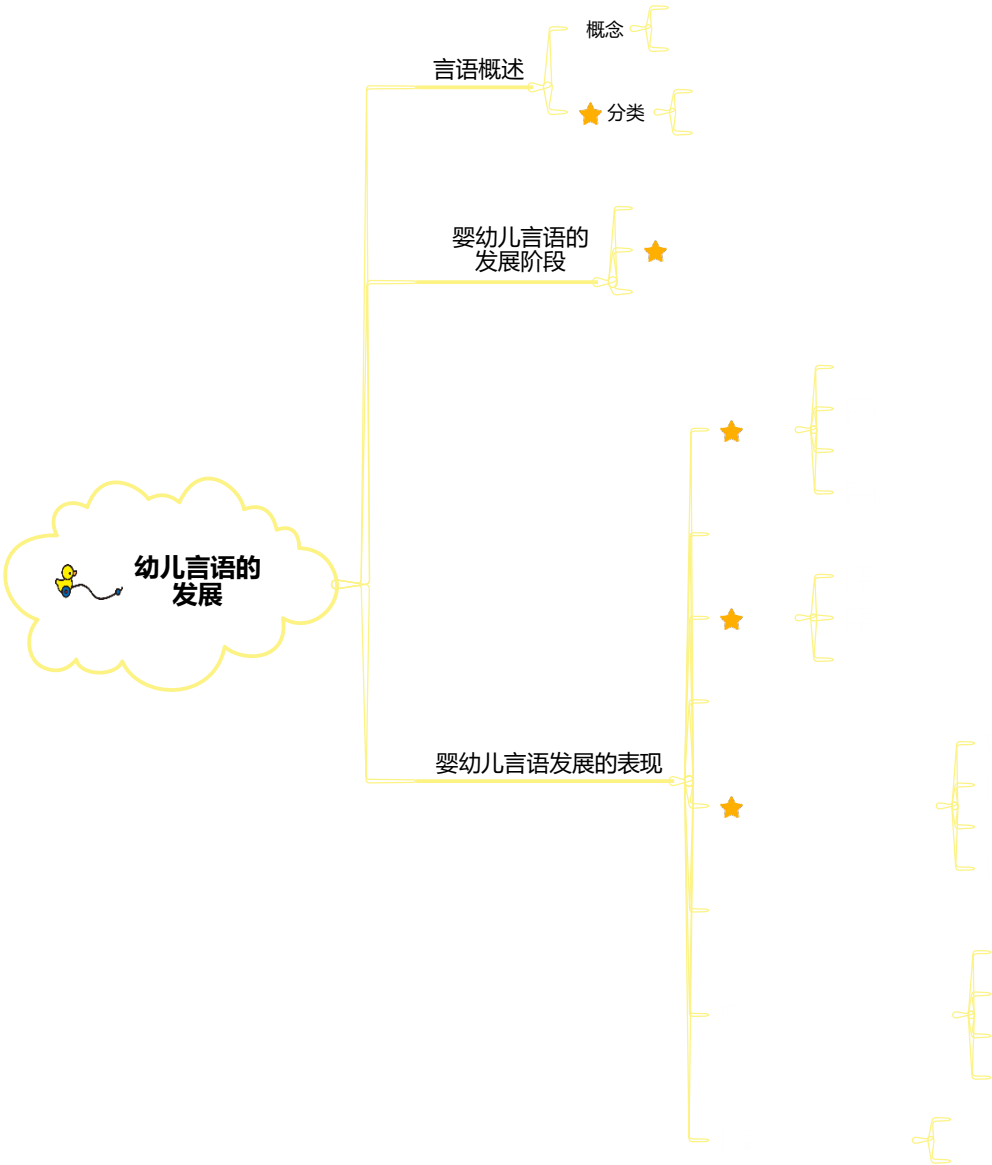 概念
言语概述
分类
婴幼儿言语的
发展阶段
幼儿言语的
发展
婴幼儿言语发展的表现